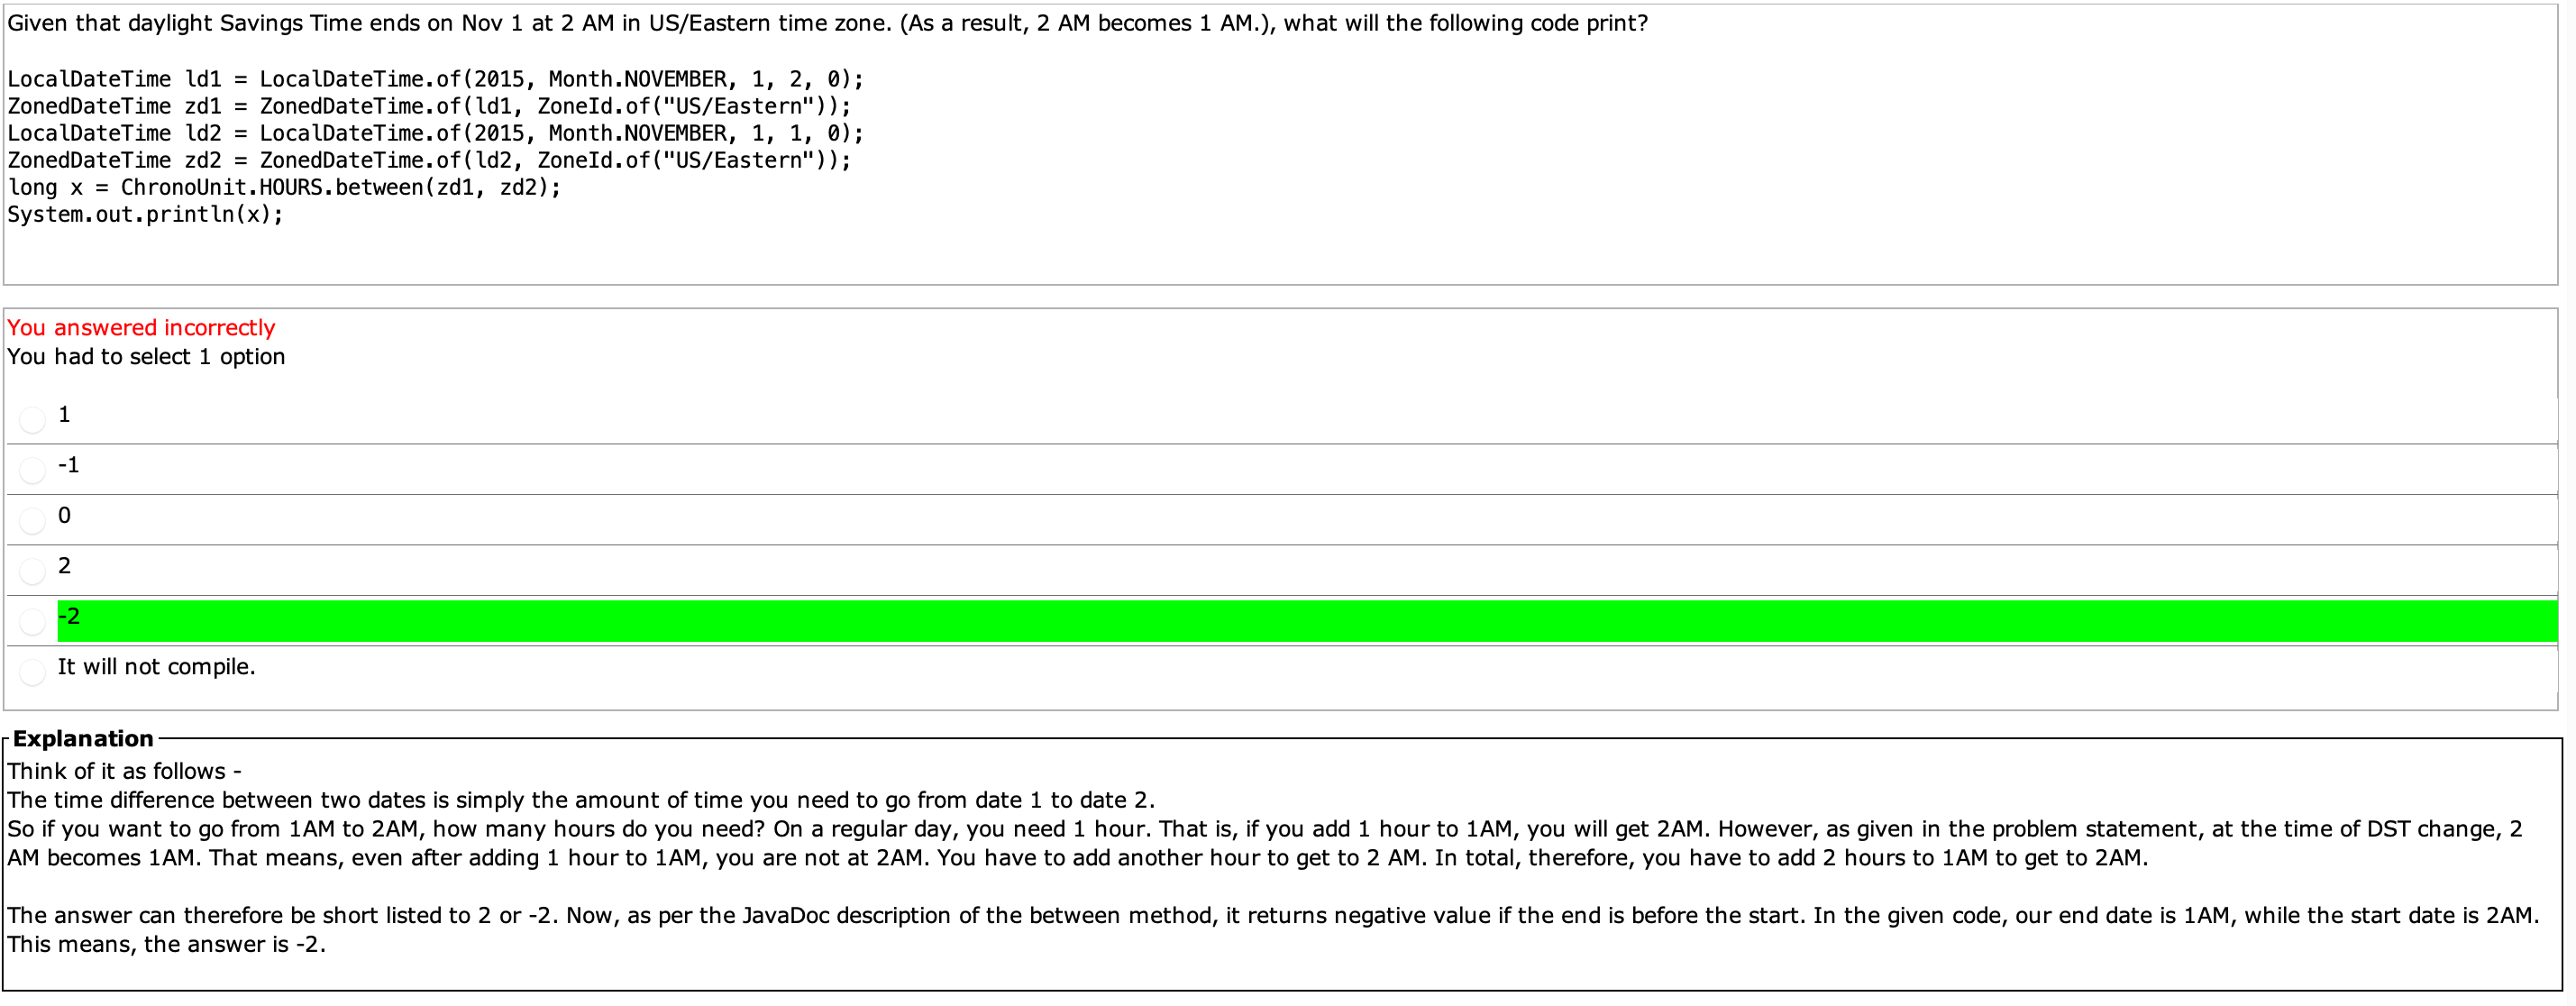 Given that daylight Savings Time ends on Nov 1 at 2 AM in US/Eastern time zone. (As a result, 2 AM becomes 1 AM.), what will the following code print?
LocalDateTime ld1 = LocalDateTime.of(2015, Month.NOVEMBER, 1, 2, 0);
ZonedDateTime zd1 = ZonedDateTime.of(ld1, ZoneId.of("US/Eastern"));
LocalDateTime ld2 = LocalDateTime.of(2015, Month.NOVEMBER, 1, 1, 0);
ZonedDateTime zd2 = ZonedDateTime.of(ld2, ZoneId.of("US/Eastern"));
long x = ChronoUnit.HOURS.between(zd1, zd2);
System.out.println(x);
You answered incorrectly
You had to select 1 option
1
-1
0
2
-2
It will not compile.
Explanation
Think of it as follows -
The time difference between two dates is simply the amount of time you need to go from date 1 to date 2.
So if you want to go from 1AM to 2AM, how many hours do you need? On a regular day, you need 1 hour. That is, if you add 1 hour to 1AM, you will get 2AM. However, as given in the problem statement, at the time of DST change, 2
AM becomes 1AM. That means, even after adding 1 hour to 1AM, you are not at 2AM. You have to add another hour to get to 2 AM. In total, therefore, you have to add 2 hours to 1AM to get to 2AM.
The answer can therefore be short listed to 2 or -2. Now, as per the JavaDoc description of the between method, it returns negative value if the end is before the start. In the given code, our end date is 1AM, while the start date is 2AM.
This means, the answer is -2.